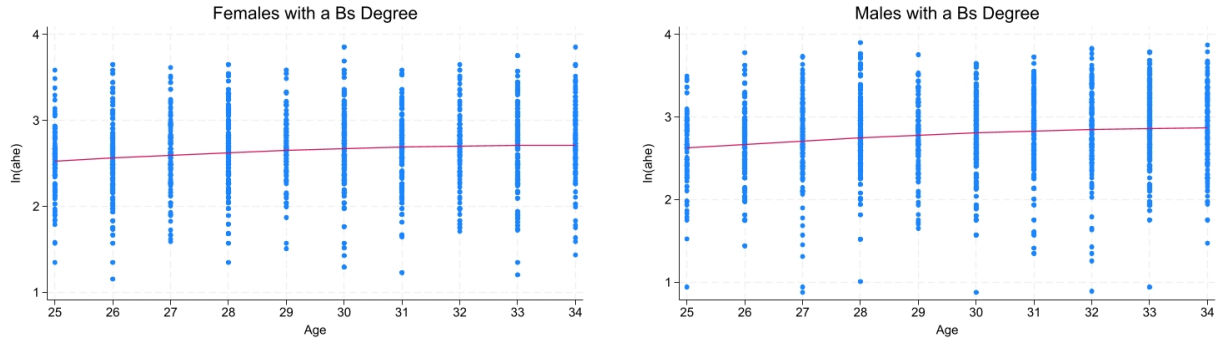 Females with a Bs Degree
4
3
2
1
ln(ahe)
25 26 27 28 29 30 31 32 33 34
Age
Males with a Bs Degree
4
3
2
1
ln(ahe)
25 26 27 28 29 30 31 32 33 34
Age